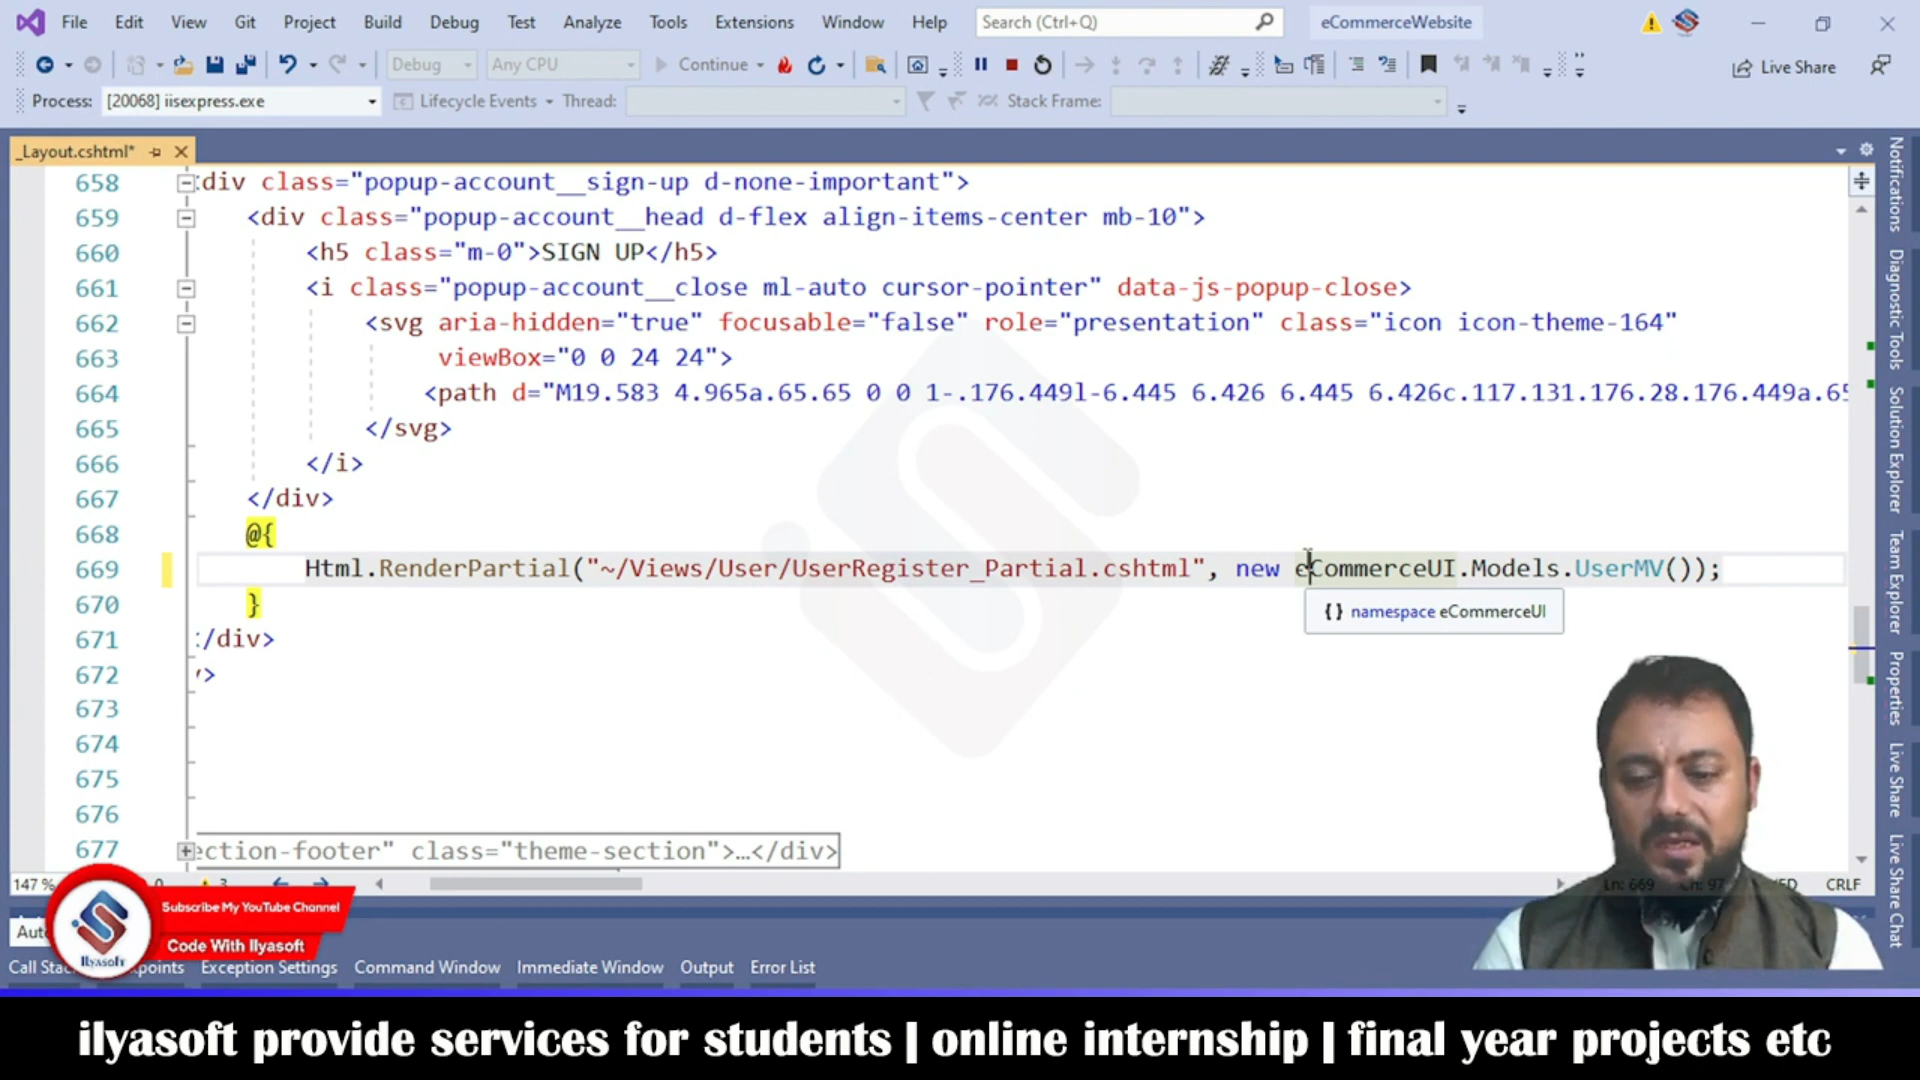 File Edit View Git Project Build Debug Test Analyze Tools Extensions Window Help Search (Ctrl+Q) eCommerceWebsite
Debug Any CPU Continue Live Share
Process: [20068] iisexpress.exe Lifecycle Events Thread: Stack Frame:
_Layout.cshtml*
658 div class="popup-account__sign-up d-none-important">
659 <div class="popup-account__head d-flex align-items-center mb-10">
660 <h5 class="m-0">SIGN UP</h5>
661 <i class="popup-account__close ml-auto cursor-pointer" data-js-popup-close>
662 <svg aria-hidden="true" focusable="false" role="presentation" class="icon icon-theme-164"
663 viewBox="0 0 24 24">
664 <path d="M19.583 4.965a.65.65 0 0 1-.176.449l-6.445 6.426 6.445 6.426c.117.131.176.28.176.449a.65
665 </svg>
666 </i>
667 </div>
668 @{
669 Html.RenderPartial("~/Views/User/UserRegister_Partial.cshtml", new eCommerceUI.Models.UserMV());
{} namespace eCommerceUI
670 }
671 /div>
672 >
673
674
675
676
677 ection-footer" class="theme-section">…</div>
147 % 0 3 Ln: 669 Ch: 97 CRLF
Notifications
Diagnostic Tools
Solution Explorer
Team Explorer
Properties
Live Share
Live Share Chat
Subscribe My YouTube Channel
Code With Ilyasoft
Ilyasoft
Exception Settings Command Window Immediate Window Output Error List
ilyasoft provide services for students | online internship | final year projects etc